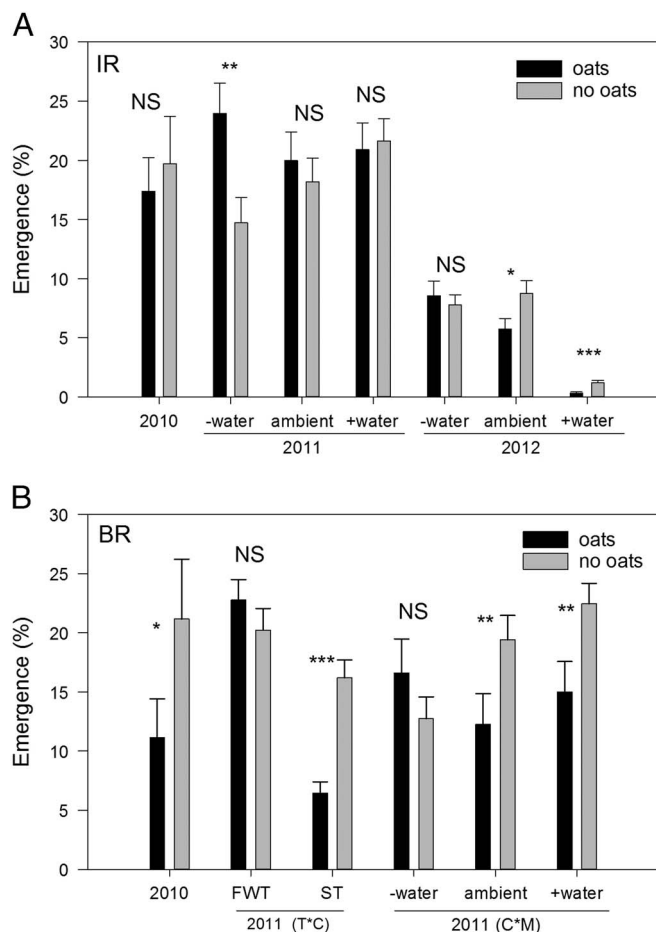 A
IR
oats
no oats
Emergence (%)
30
25
20
15
10
5
0
NS
**
NS
NS
NS
*
***
2010
-water
ambient
+water
-water
ambient
+water
2011
2012
B
BR
oats
no oats
Emergence (%)
30
25
20
15
10
5
0
*
NS
***
NS
**
**
2010
FWT
ST
-water
ambient
+water
2011 (T*C)
2011 (C*M)